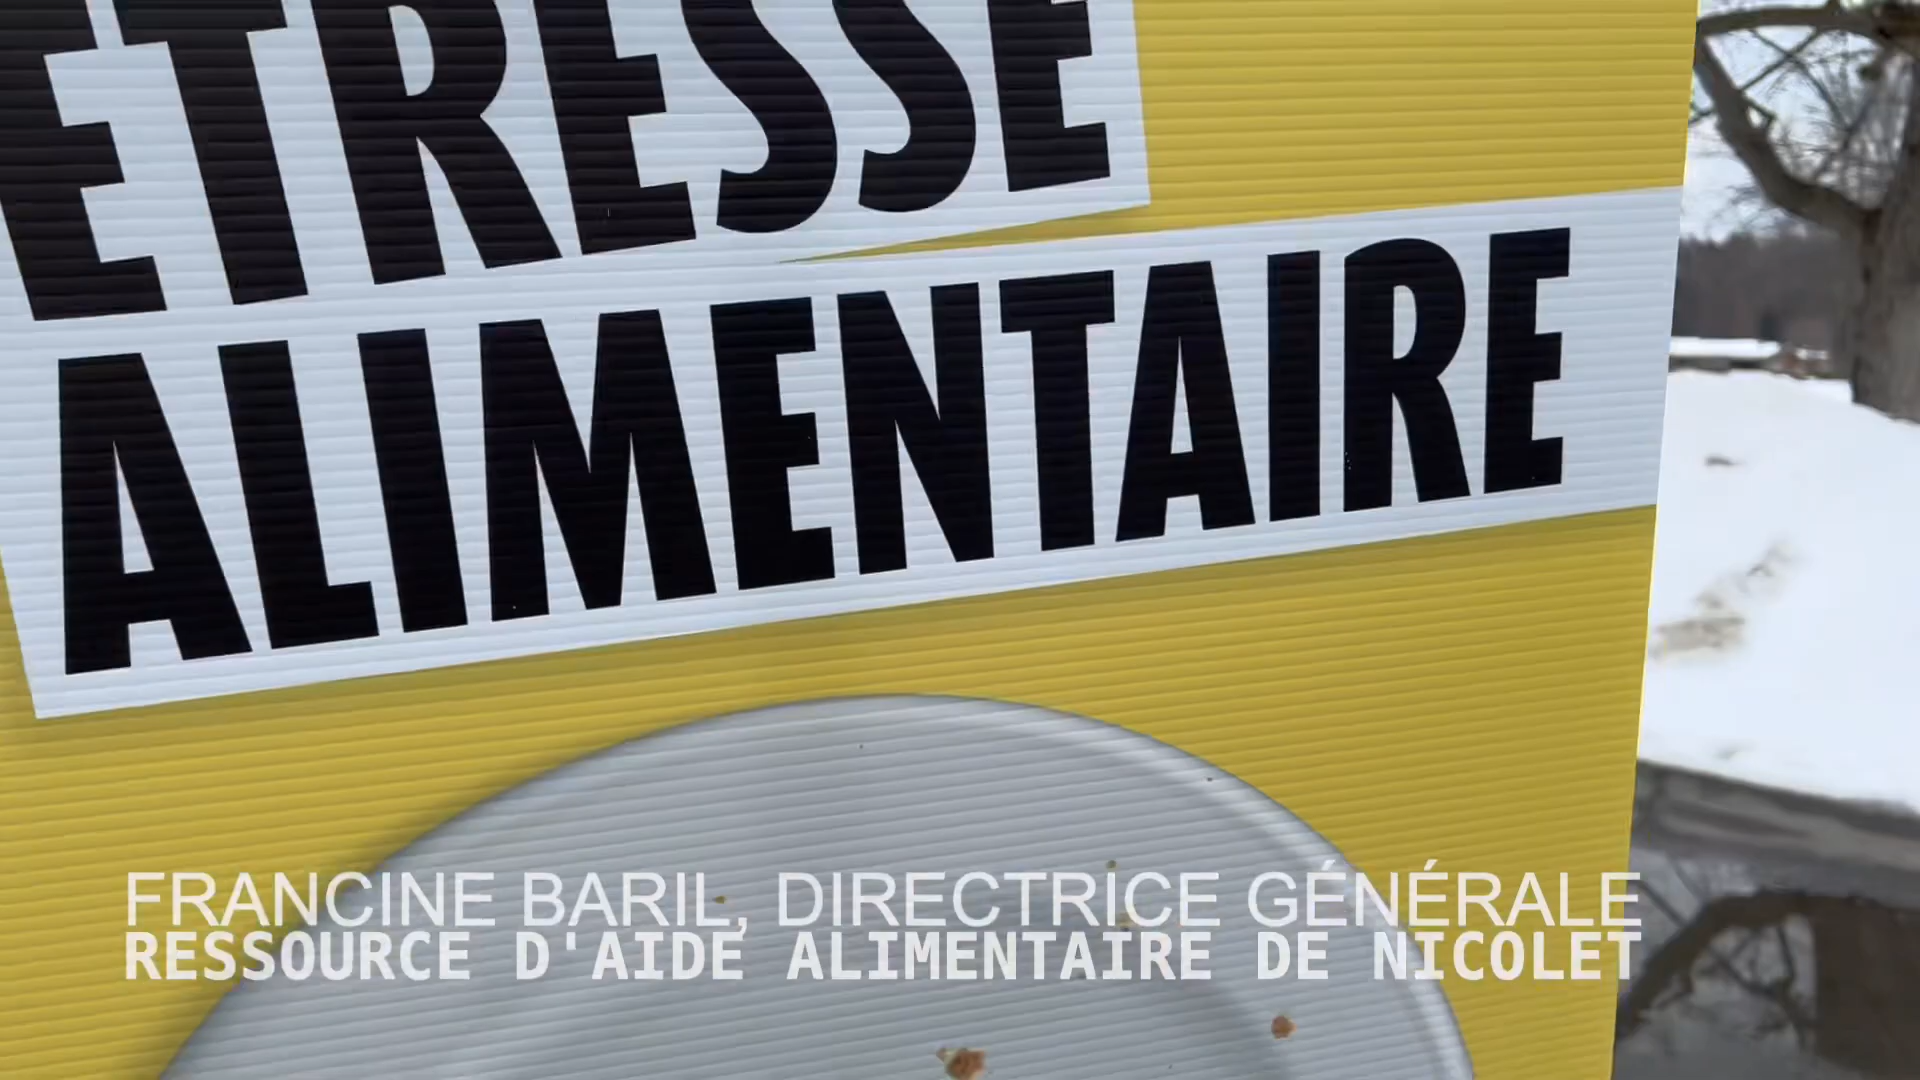 ETRESSE
ALIMENTAIRE
FRANCINE BARIL, DIRECTRICE GÉNÉRALE
RESSOURCE D'AIDE ALIMENTAIRE DE NICOLET